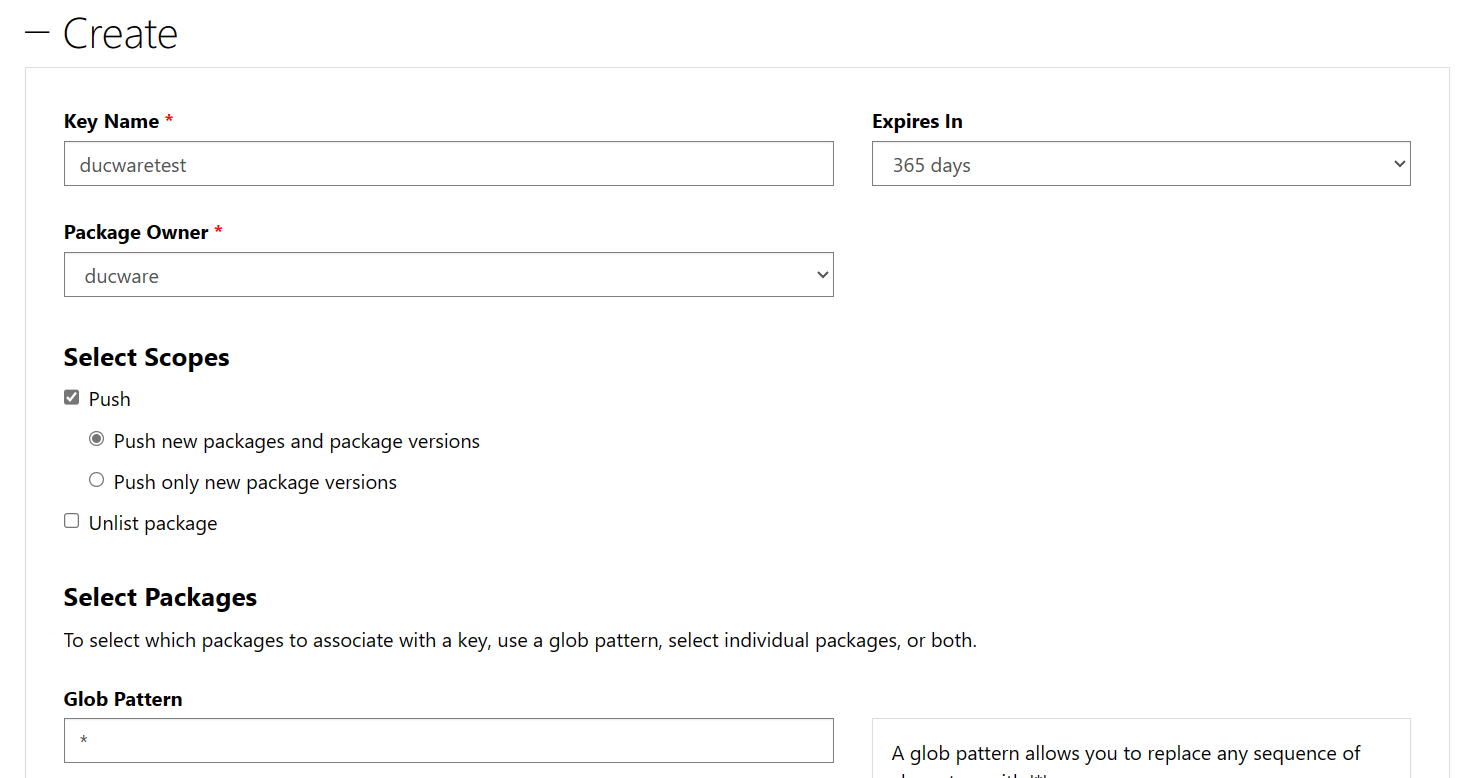 Create
Key Name *
Expires In
ducwaretest
365 days
Package Owner *
ducware
Select Scopes
Push
Push new packages and package versions
Push only new package versions
Unlist package
Select Packages
To select which packages to associate with a key, use a glob pattern, select individual packages, or both.
Glob Pattern
*
A glob pattern allows you to replace any sequence of